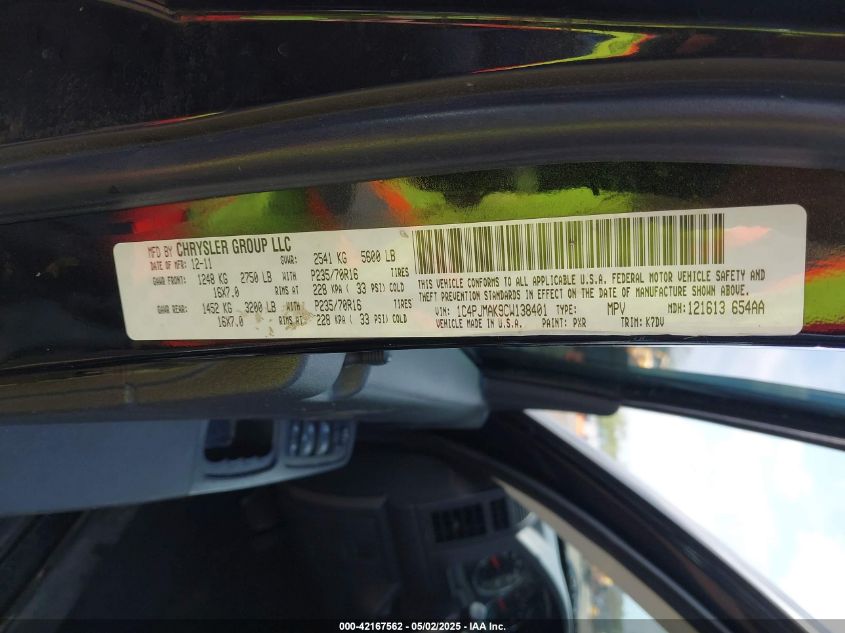 MFD BY CHRYSLER GROUP LLC
DATE OF MFR: 12-11 GVWR: 2541 KG 5600 LB
GAWR FRONT: 1248 KG 2750 LB WITH P235/70R16 TIRES
16X7.0 RIMS AT 228 KPA ( 33 PSI) COLD
GAWR REAR: 1452 KG 3200 LB WITH P235/70R16 TIRES
16X7.0 RIMS AT 228 KPA ( 33 PSI) COLD
THIS VEHICLE CONFORMS TO ALL APPLICABLE U.S.A. FEDERAL MOTOR VEHICLE SAFETY AND
THEFT PREVENTION STANDARDS IN EFFECT ON THE DATE OF MANUFACTURE SHOWN ABOVE.
VIN: 1C4PJMAK9CW138401 TYPE: MPV MDH: 121613 654AA
VEHICLE MADE IN U.S.A. PAINT: PXR TRIM: K7DV
000-42167562 - 05/02/2025 - IAA Inc.